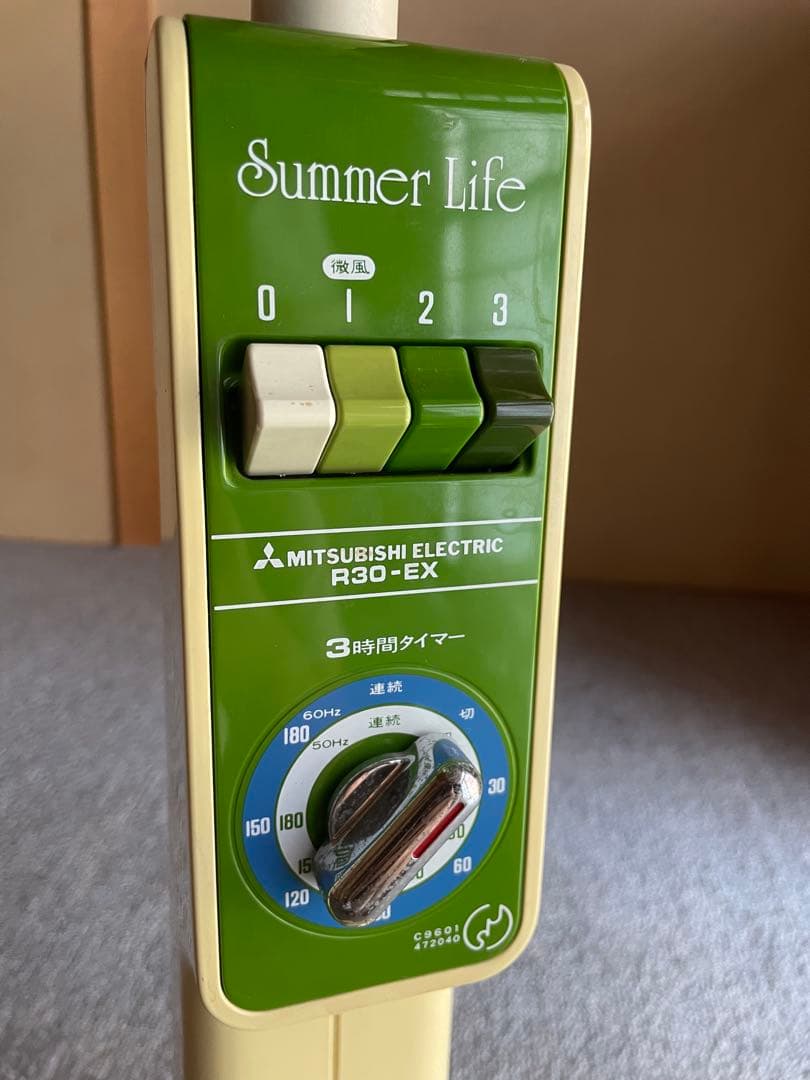 Summer Life
微風
0 1 2 3
MITSUBISHI ELECTRIC
R30-EX
3時間タイマー
連続
60Hz
切
180
連続
50Hz
30
150
180
60
120
C9601
472040